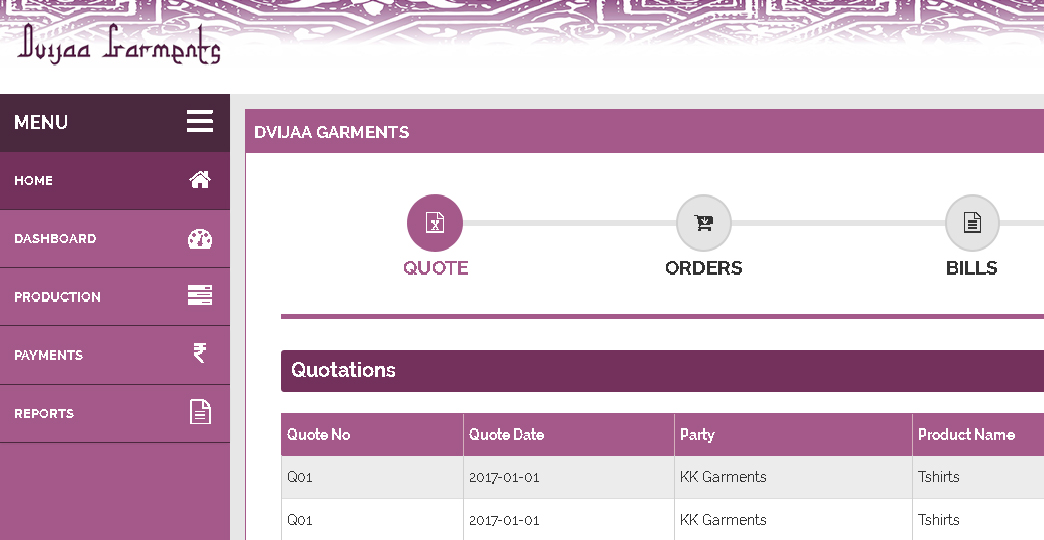 Dvijaa Garments
MENU
HOME
DASHBOARD
PRODUCTION
PAYMENTS
REPORTS
DVIJAA GARMENTS
QUOTE ORDERS BILLS
Quotations
Quote No Quote Date Party Product Name
Q01 2017-01-01 KK Garments Tshirts
Q01 2017-01-01 KK Garments Tshirts